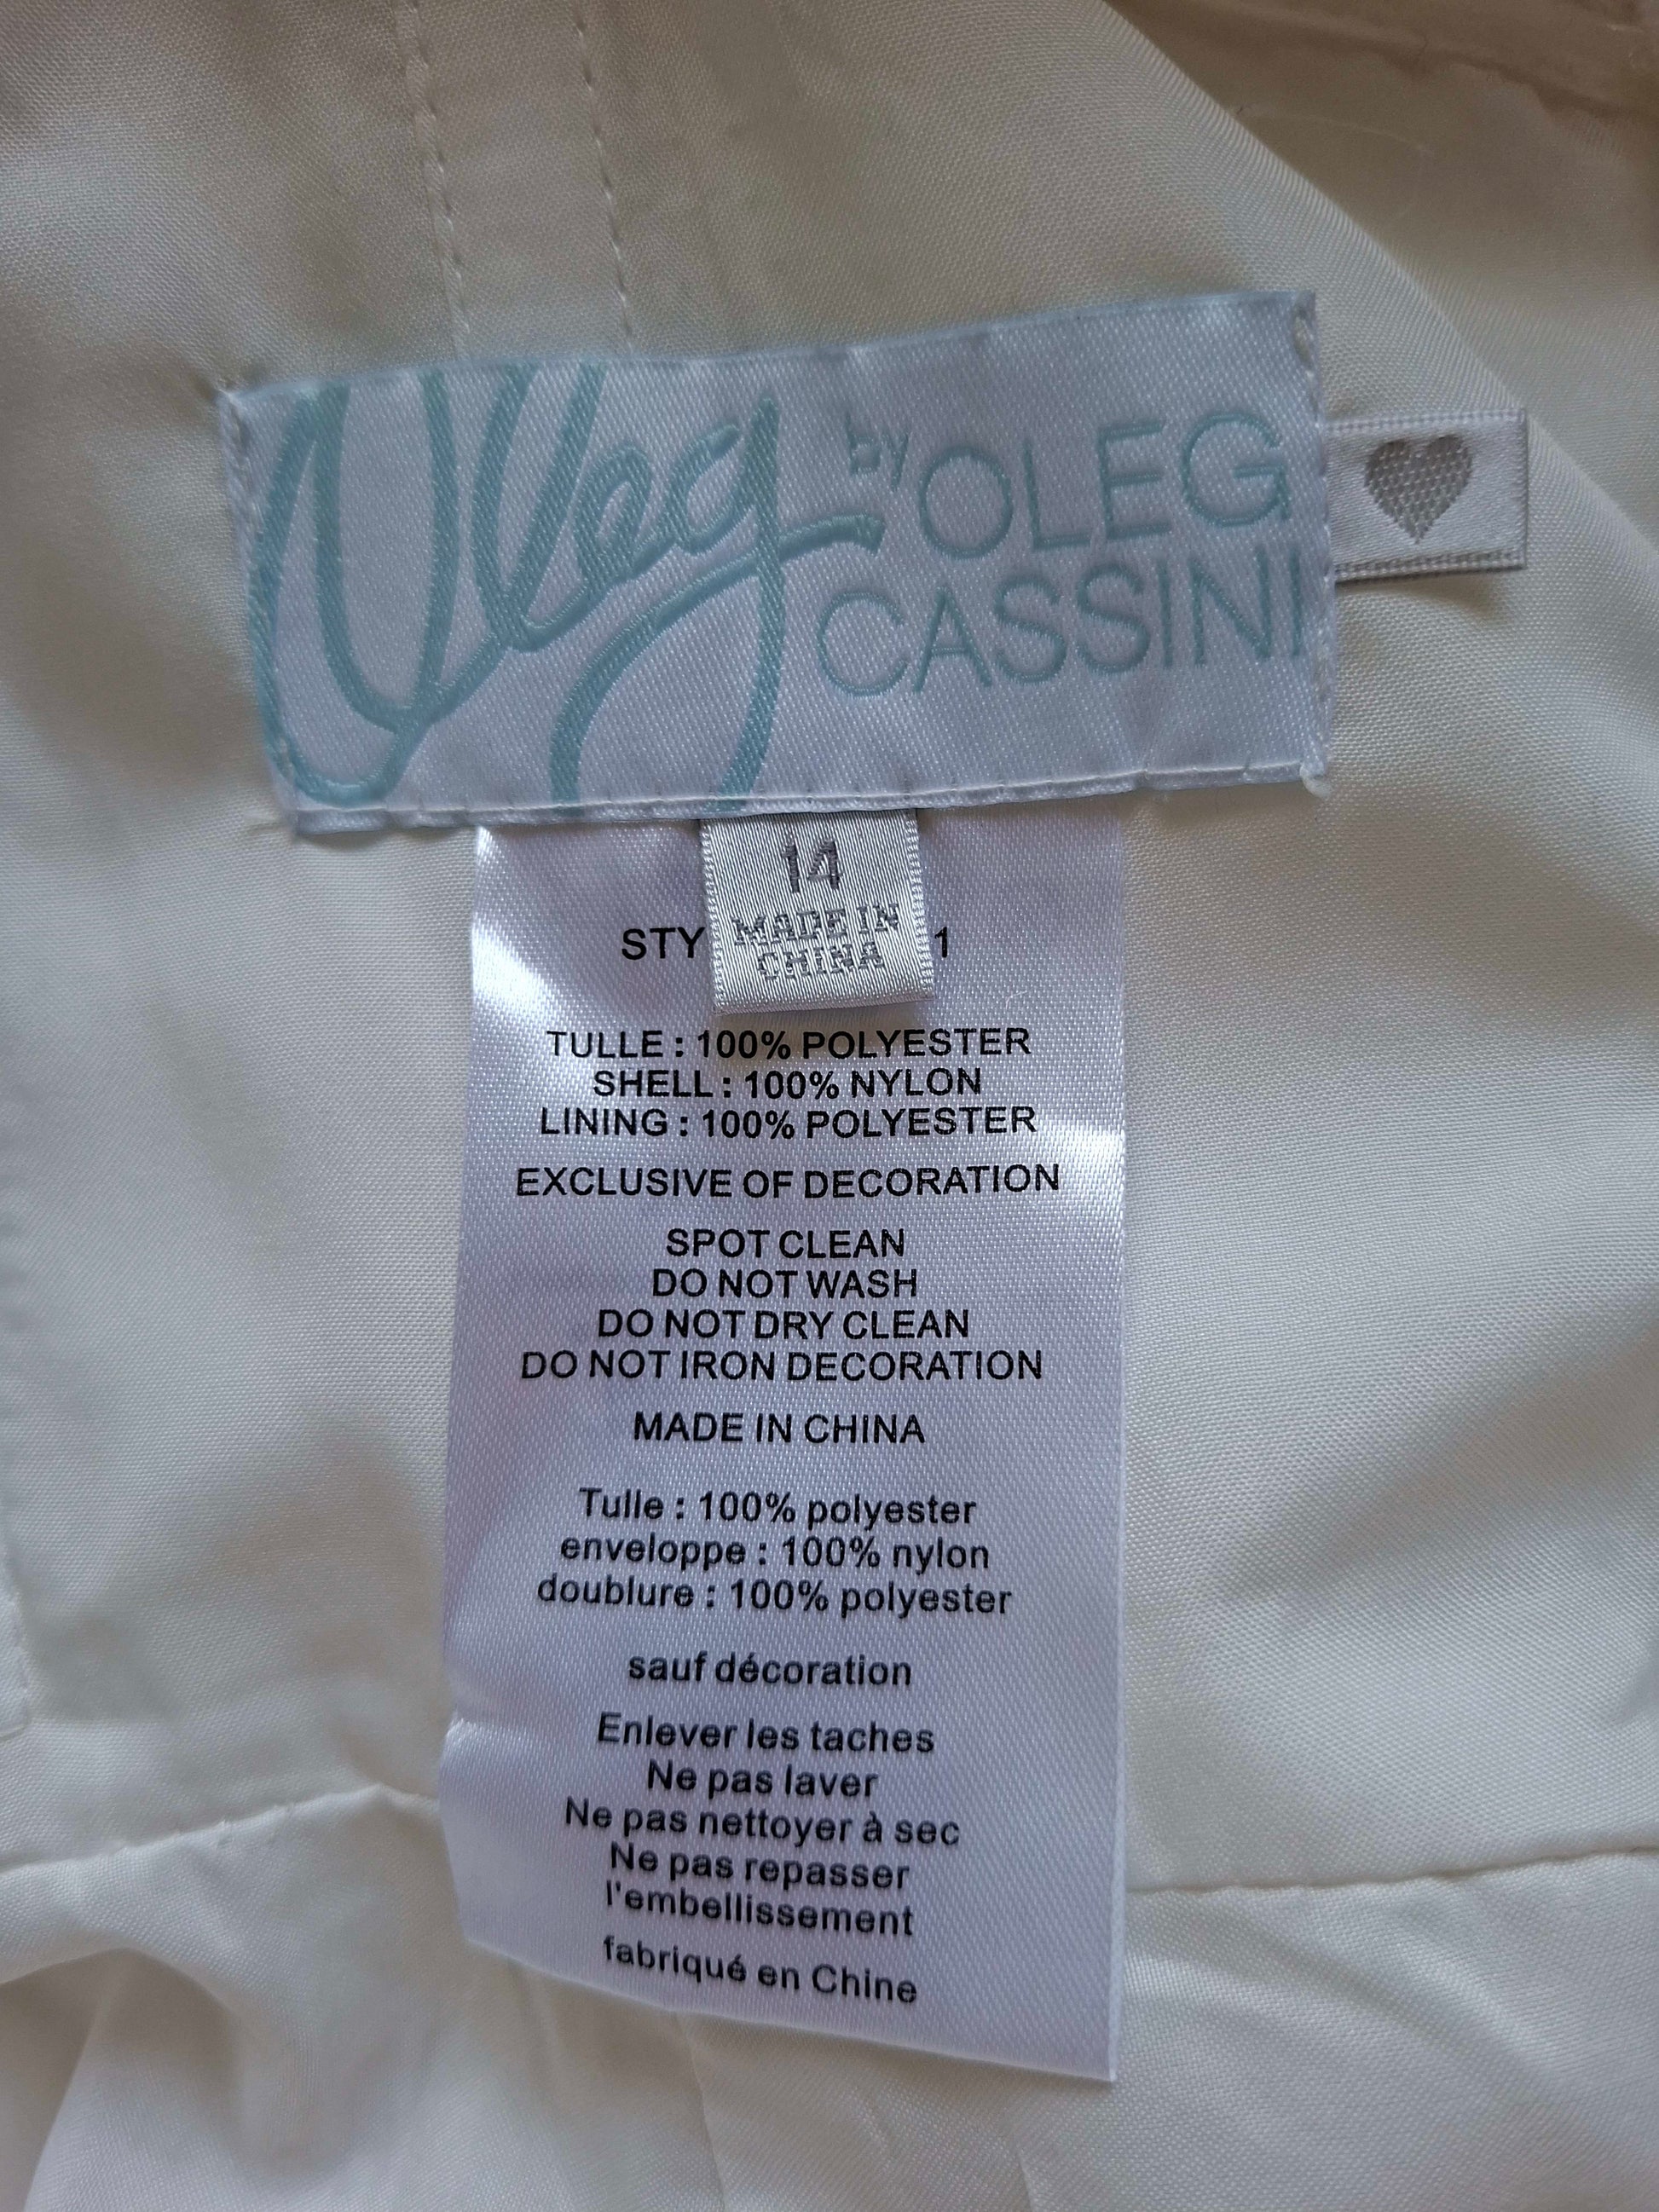 by OLEG
CASSINI
14
MADE IN
CHINA
STY 1
TULLE : 100% POLYESTER
SHELL : 100% NYLON
LINING : 100% POLYESTER
EXCLUSIVE OF DECORATION
SPOT CLEAN
DO NOT WASH
DO NOT DRY CLEAN
DO NOT IRON DECORATION
MADE IN CHINA
Tulle : 100% polyester
enveloppe : 100% nylon
doublure : 100% polyester
sauf décoration
Enlever les taches
Ne pas laver
Ne pas nettoyer à sec
Ne pas repasser
l'embellissement
fabriqué en Chine